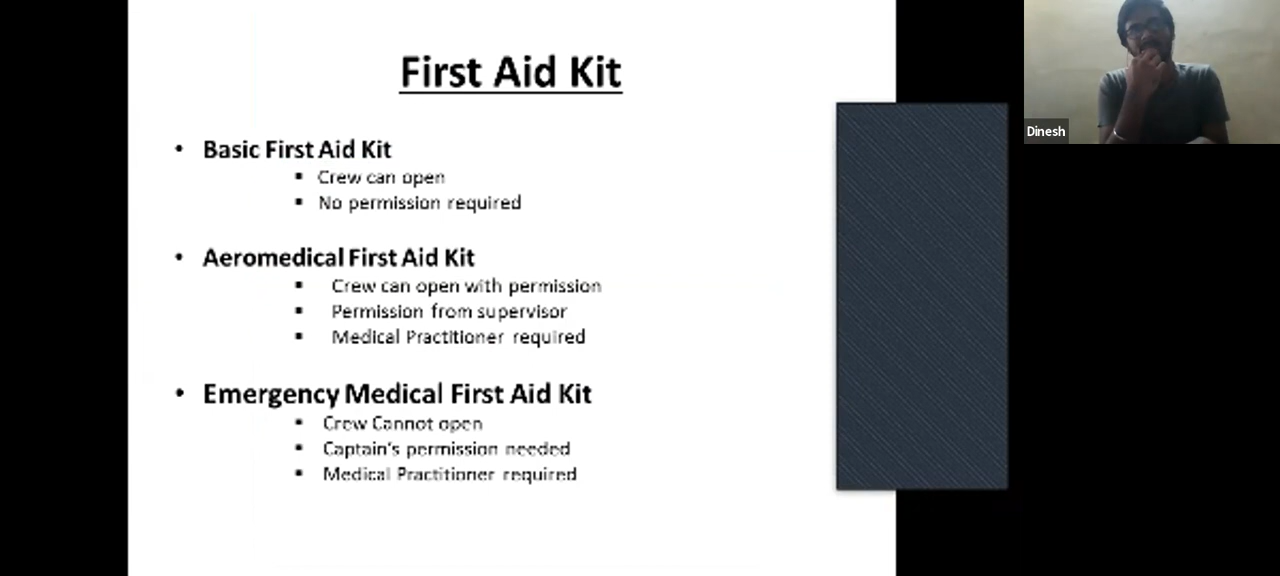 First Aid Kit
• Basic First Aid Kit
▪ Crew can open
▪ No permission required
• Aeromedical First Aid Kit
▪ Crew can open with permission
▪ Permission from supervisor
▪ Medical Practitioner required
• Emergency Medical First Aid Kit
▪ Crew Cannot open
▪ Captain's permission needed
▪ Medical Practitioner required
Dinesh